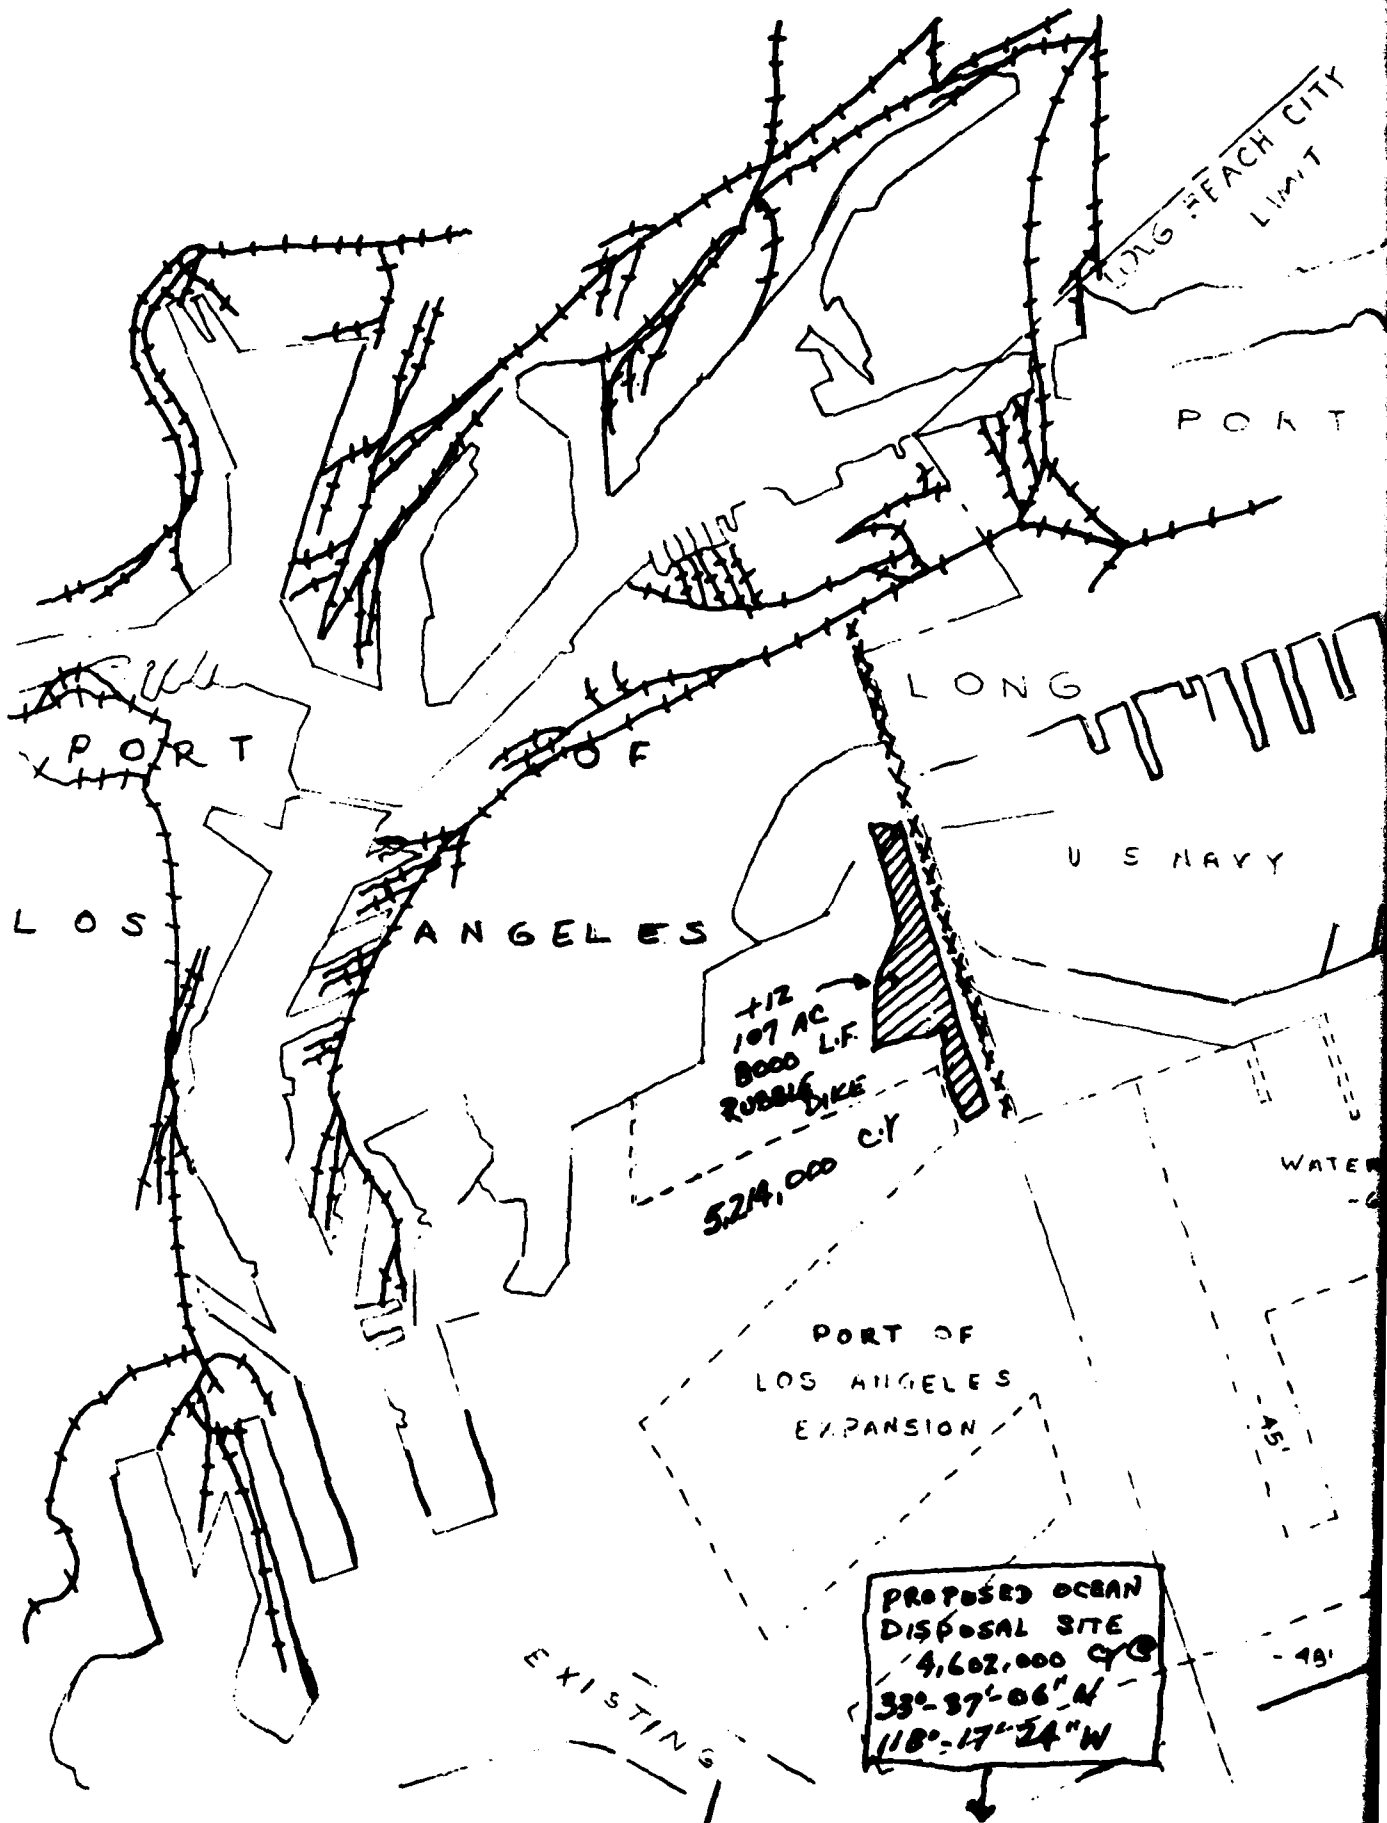 LONG BEACH CITY
LIMIT
PORT
LONG
PORT
OF
U S NAVY
LOS
ANGELES
+12
107 AC
8000 L.F.
RUBBLE DIKE
5,214,000 C.Y
WATER
PORT OF
LOS ANGELES
EXPANSION
-45'
PROPOSED OCEAN
DISPOSAL SITE
4,602,000 CY @
33°-37'-06" N
118°-17'-24" W
EXISTING